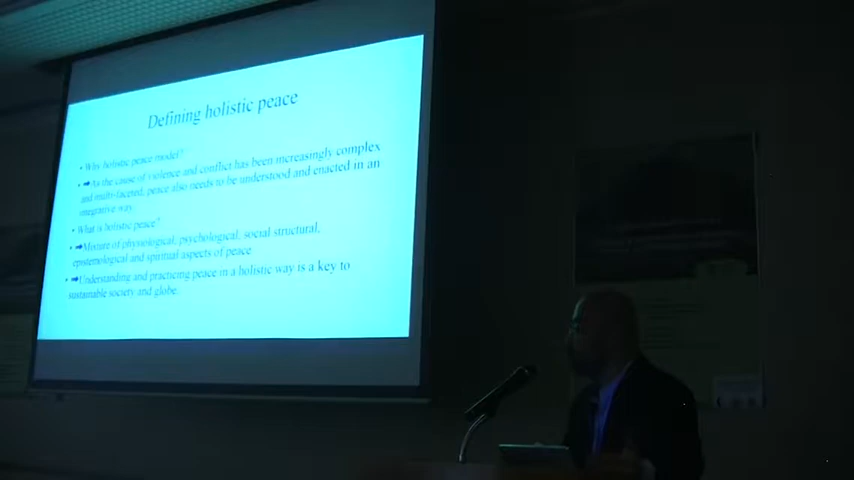 Defining holistic peace
• Why holistic peace model?
• ➡As the cause of violence and conflict has been increasingly complex
and multi-faceted, peace also needs to be understood and enacted in an
integrative way.
• What is holistic peace?
• ➡Mixture of physiological, psychological, social structural,
epistemological and spiritual aspects of peace
• ➡Understanding and practicing peace in a holistic way is a key to
sustainable society and globe.